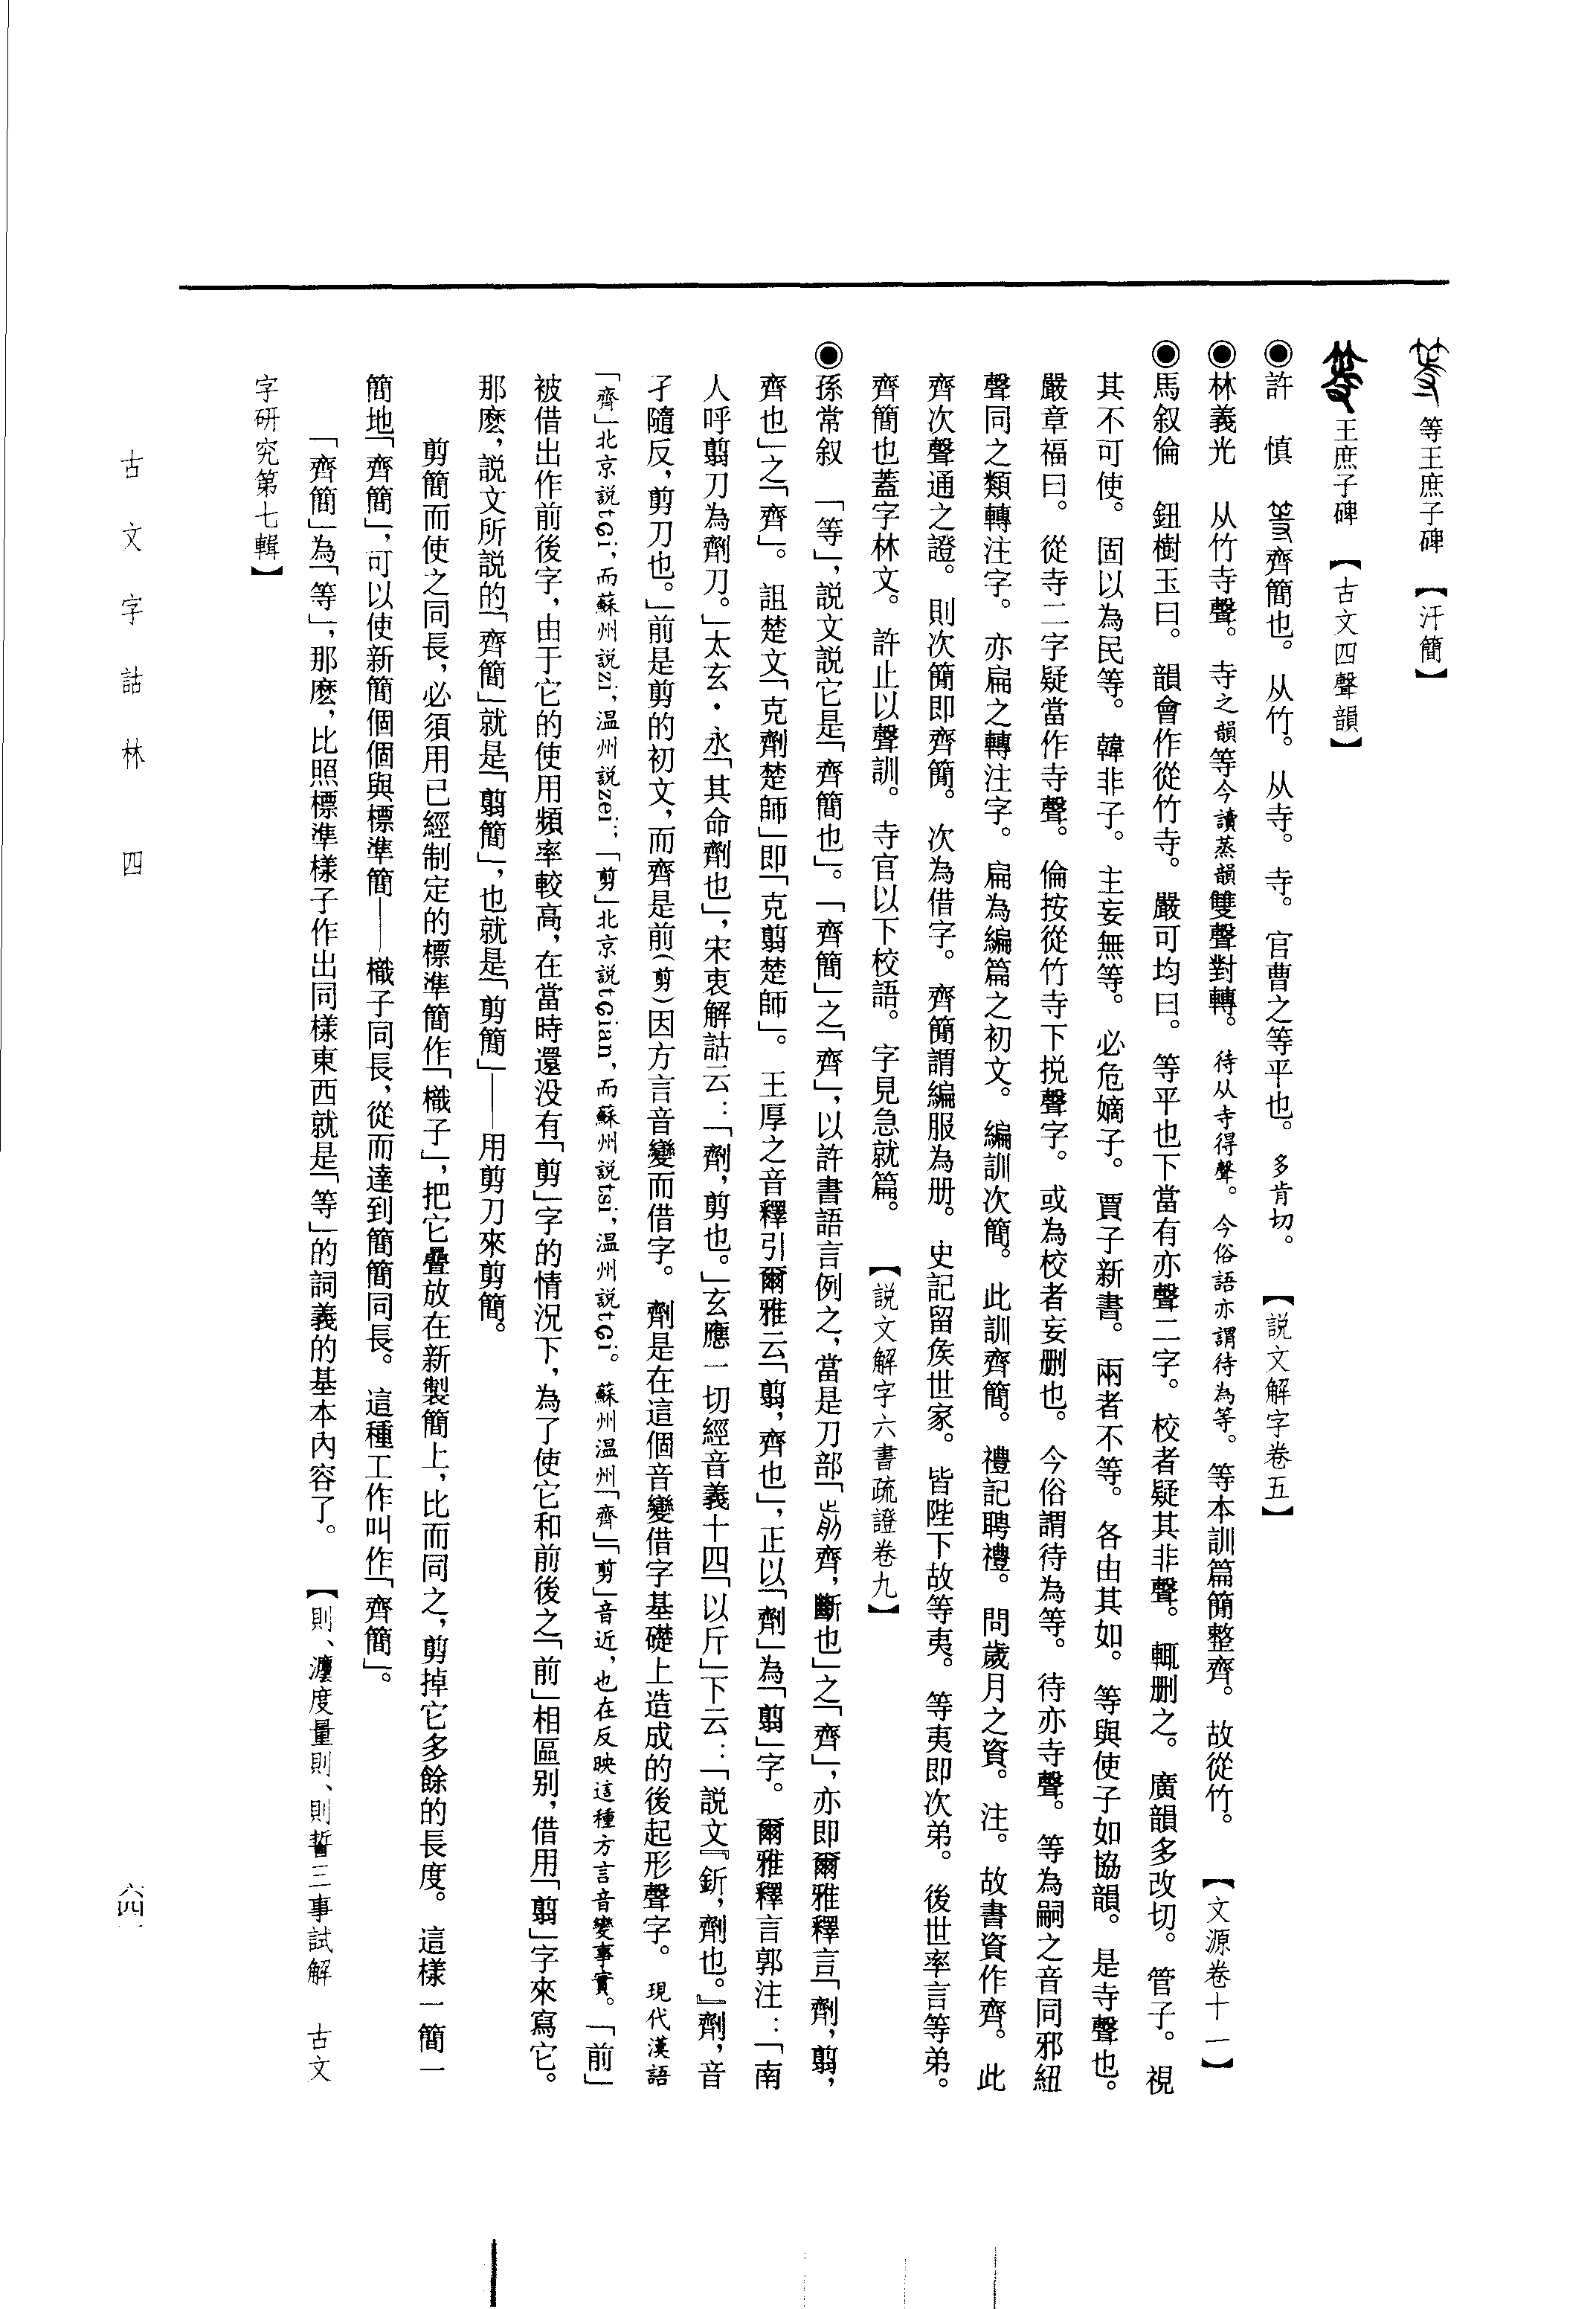 等王庶子碑　【汗簡】
王庶子碑　【古文四聲韻】
◉許　慎　齊簡也。从竹。从寺。寺。官曹之等平也。多肯切。　【説文解字卷五】
◉林義光　从竹寺聲。寺之韻等今讀蒸韻雙聲對轉。待从寺得聲。今俗語亦謂待為等。等本訓篇簡整齊。故從竹。　【文源卷十一】
◉馬叙倫　鈕樹玉曰。韻會作從竹寺。嚴可均曰。等平也下當有亦聲二字。校者疑其非聲。輒删之。廣韻多改切。管子。視
其不可使。固以為民等。韓非子。主妄無等。必危嫡子。賈子新書。兩者不等。各由其如。等與使子如協韻。是寺聲也。
嚴章福曰。從寺二字疑當作寺聲。倫按從竹寺下挩聲字。或為校者妄删也。今俗謂待為等。待亦寺聲。等為嗣之音同邪紐
聲同之類轉注字。亦扁之轉注字。扁為編篇之初文。編訓次簡。此訓齊簡。禮記聘禮。問歲月之資。注。故書資作齊。此
齊次聲通之證。則次簡即齊簡。次為借字。齊簡謂編服為册。史記留矦世家。皆陛下故等夷。等夷即次弟。後世率言等弟。
齊簡也蓋字林文。許止以聲訓。寺官以下校語。字見急就篇。　【説文解字六書疏證卷九】
◉孫常叙　「等」，説文説它是「齊簡也」。「齊簡」之「齊」，以許書語言例之，當是刀部「歬刀齊，斷也」之「齊」，亦即爾雅釋言「劑，翦，
齊也」之「齊」。詛楚文「克劑楚師」即「克翦楚師」。王厚之音釋引爾雅云「翦，齊也」，正以「劑」為「翦」字。爾雅釋言郭注：「南
人呼翦刀為劑刀。」太玄·永「其命劑也」，宋衷解詁云：「劑，剪也。」玄應一切經音義十四「以斤」下云：「説文『釿，劑也。』劑，音
孑隨反，剪刀也。」前是剪的初文，而齊是前（剪）因方言音變而借字。劑是在這個音變借字基礎上造成的後起形聲字。現代漢語
「齊」北京説tɕi，而蘇州説zi，温州説zei；「剪」北京説tɕian，而蘇州説tsi，温州説tɕi。蘇州温州「齊」「剪」音近，也在反映這種方言音變事實。「前」
被借出作前後字，由于它的使用頻率較高，在當時還没有「剪」字的情況下，為了使它和前後之「前」相區别，借用「翦」字來寫它。
那麽，説文所説的「齊簡」就是「翦簡」，也就是「剪簡」——用剪刀來剪簡。
剪簡而使之同長，必須用已經制定的標準簡作「檥子」，把它疊放在新製簡上，比而同之，剪掉它多餘的長度。這樣一簡一
簡地「齊簡」，可以使新簡個個與標準簡——檥子同長，從而達到簡簡同長。這種工作叫作「齊簡」。
「齊簡」為「等」，那麽，比照標準樣子作出同樣東西就是「等」的詞義的基本内容了。　【則、灋度量則、則誓三事試解　古文
字研究第七輯】
古文字詁林　四
六四一